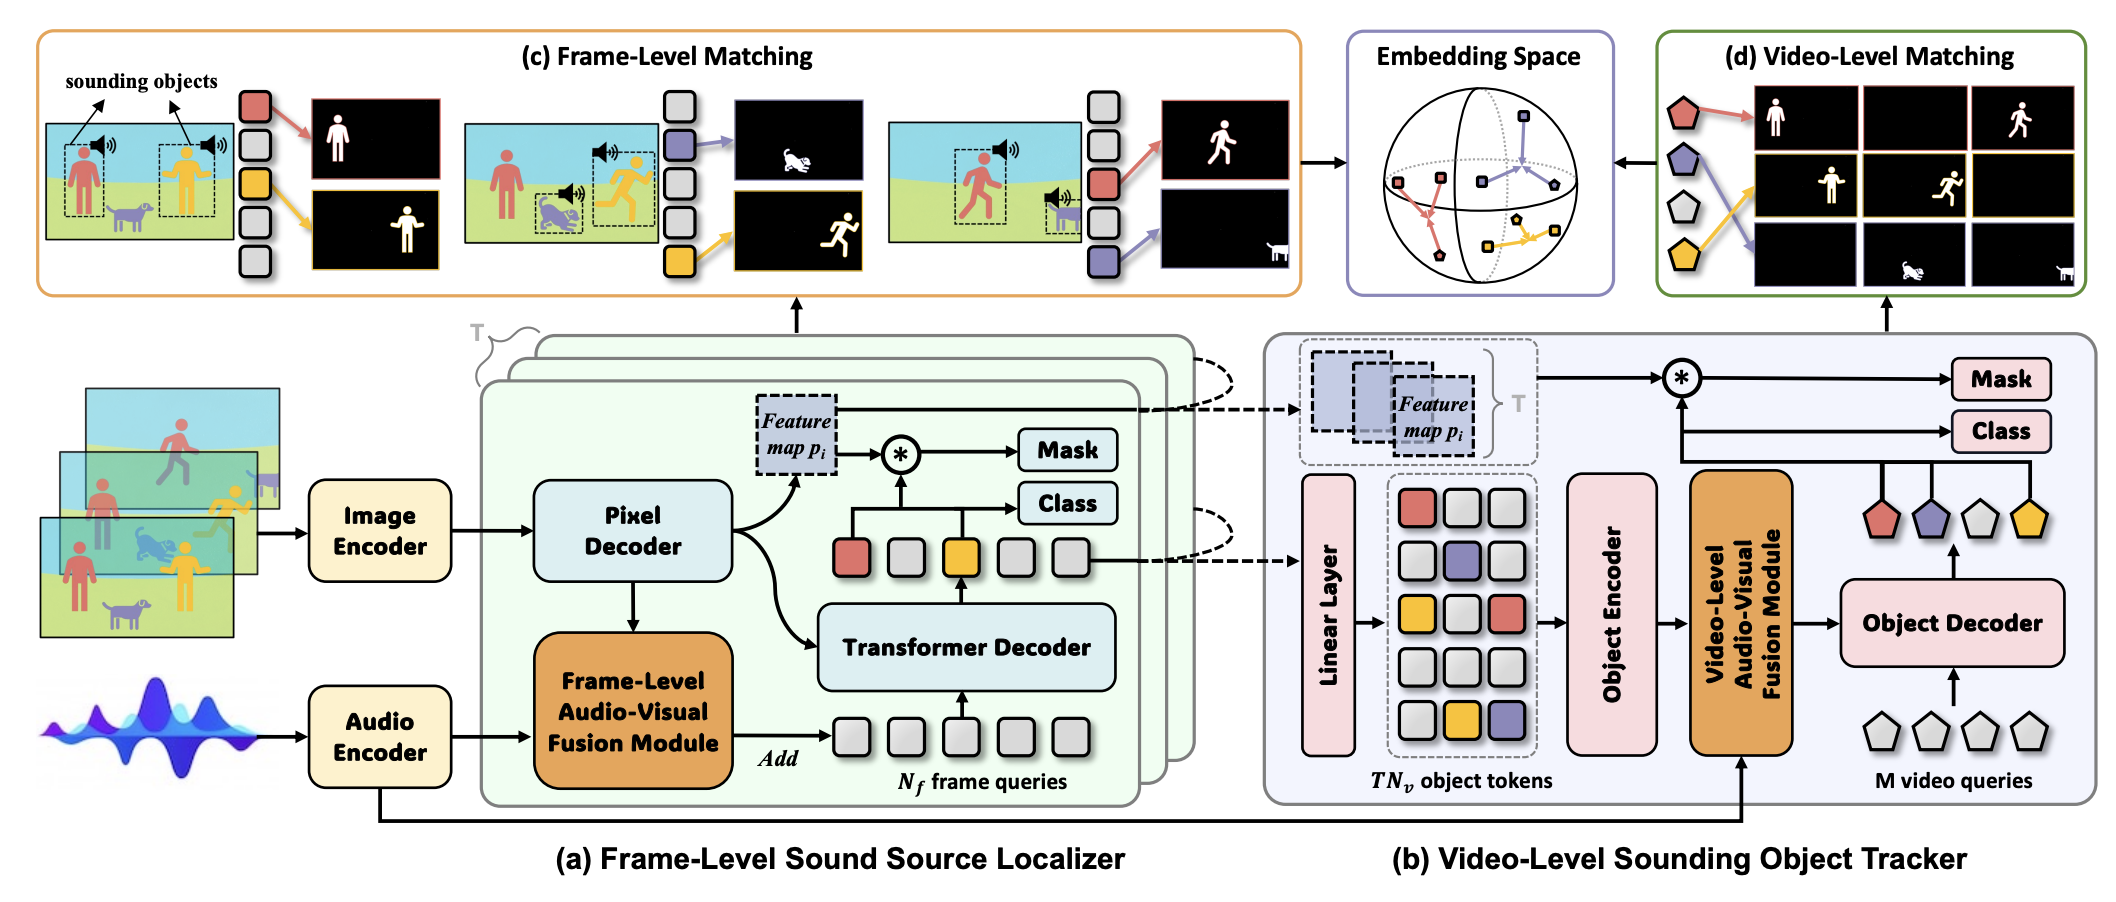 (c) Frame-Level Matching
sounding objects
Embedding Space
(d) Video-Level Matching
T
Image
Encoder
Audio
Encoder
Pixel
Decoder
Frame-Level
Audio-Visual
Fusion Module
Add
Feature
map pᵢ
*
Mask
Class
Transformer Decoder
N_f frame queries
(a) Frame-Level Sound Source Localizer
Feature
map pᵢ
T
*
Mask
Class
Linear Layer
TN_v object tokens
Object Encoder
Video-Level
Audio-Visual
Fusion Module
Object Decoder
M video queries
(b) Video-Level Sounding Object Tracker